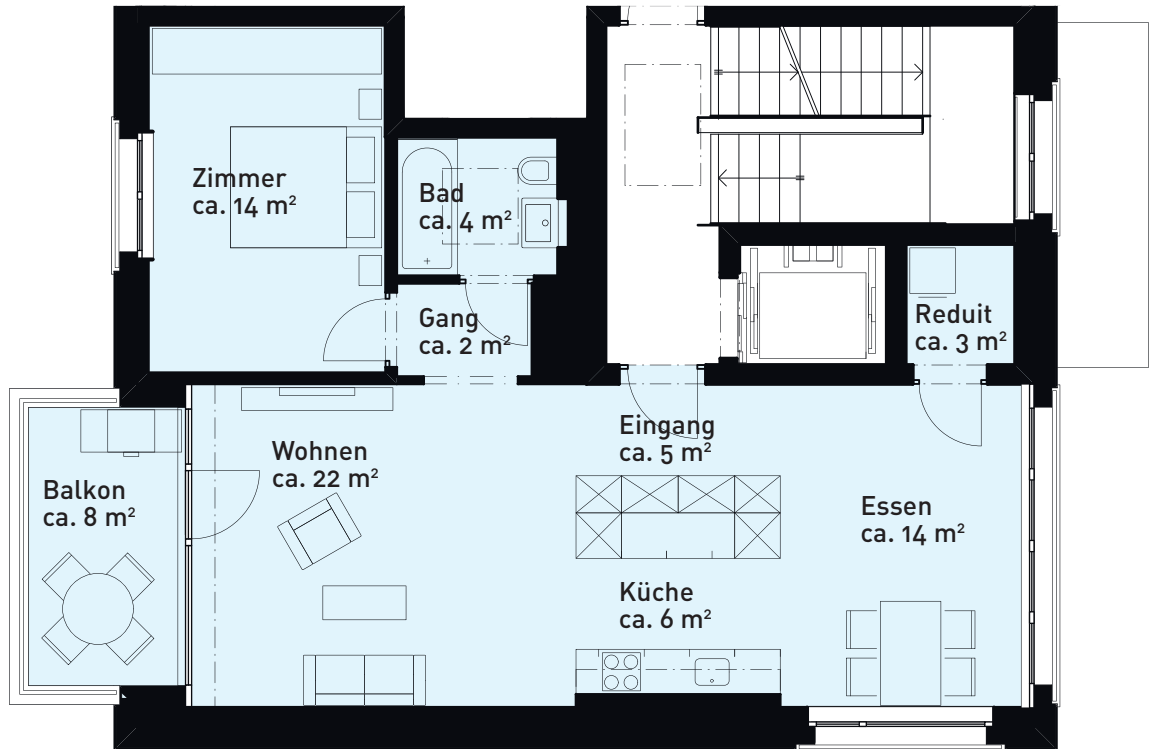 Zimmer
ca. 14 m²
Bad
ca. 4 m²
Gang
ca. 2 m²
Reduit
ca. 3 m²
Eingang
ca. 5 m²
Wohnen
ca. 22 m²
Balkon
ca. 8 m²
Essen
ca. 14 m²
Küche
ca. 6 m²